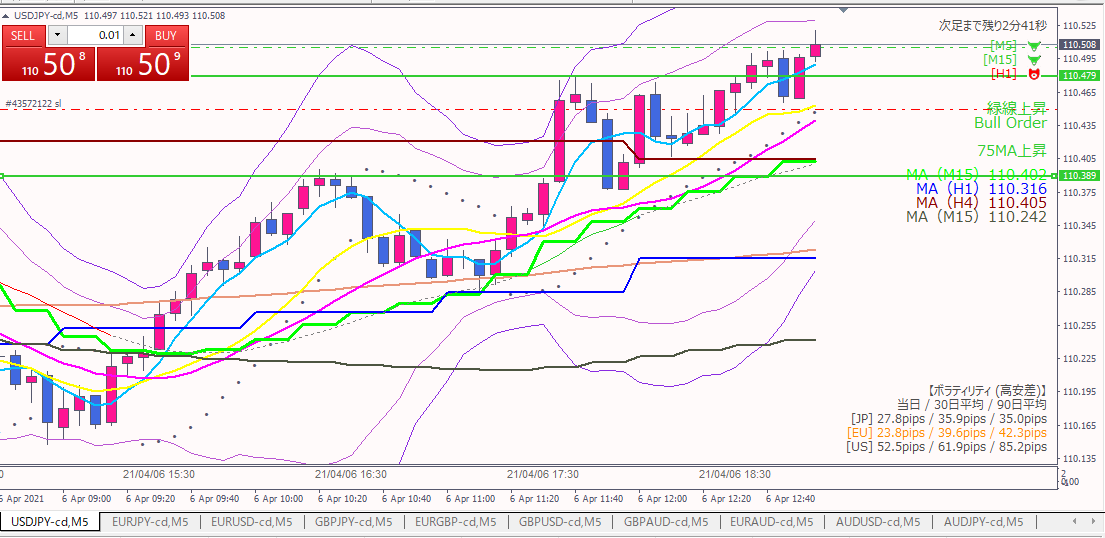 USDJPY-cd,M5 110.497 110.521 110.493 110.508
SELL
0.01
BUY
110 50 8
110 50 9
次足まで残り2分41秒
[M5]
[M15]
[H1]
#43572122 sl
緑線上昇
Bull Order
75MA上昇
MA（M15）110.402
MA（H1）110.316
MA（H4）110.405
MA（M15）110.242
【ボラティリティ(高安差)】
当日 / 30日平均 / 90日平均
[JP] 27.8pips / 35.9pips / 35.0pips
[EU] 23.8pips / 39.6pips / 42.3pips
[US] 52.5pips / 61.9pips / 85.2pips
110.525
110.508
110.495
110.479
110.465
110.435
110.405
110.389
110.375
110.345
110.315
110.285
110.255
110.225
110.195
110.165
110.135
21/04/06 15:30
21/04/06 16:30
21/04/06 17:30
21/04/06 18:30
0.00
Apr 2021
6 Apr 09:00
6 Apr 09:20
6 Apr 09:40
6 Apr 10:00
6 Apr 10:20
6 Apr 10:40
6 Apr 11:00
6 Apr 11:20
6 Apr 11:40
6 Apr 12:00
6 Apr 12:20
6 Apr 12:40
USDJPY-cd,M5
EURJPY-cd,M5
EURUSD-cd,M5
GBPJPY-cd,M5
EURGBP-cd,M5
GBPUSD-cd,M5
GBPAUD-cd,M5
EURAUD-cd,M5
AUDUSD-cd,M5
AUDJPY-cd,M5